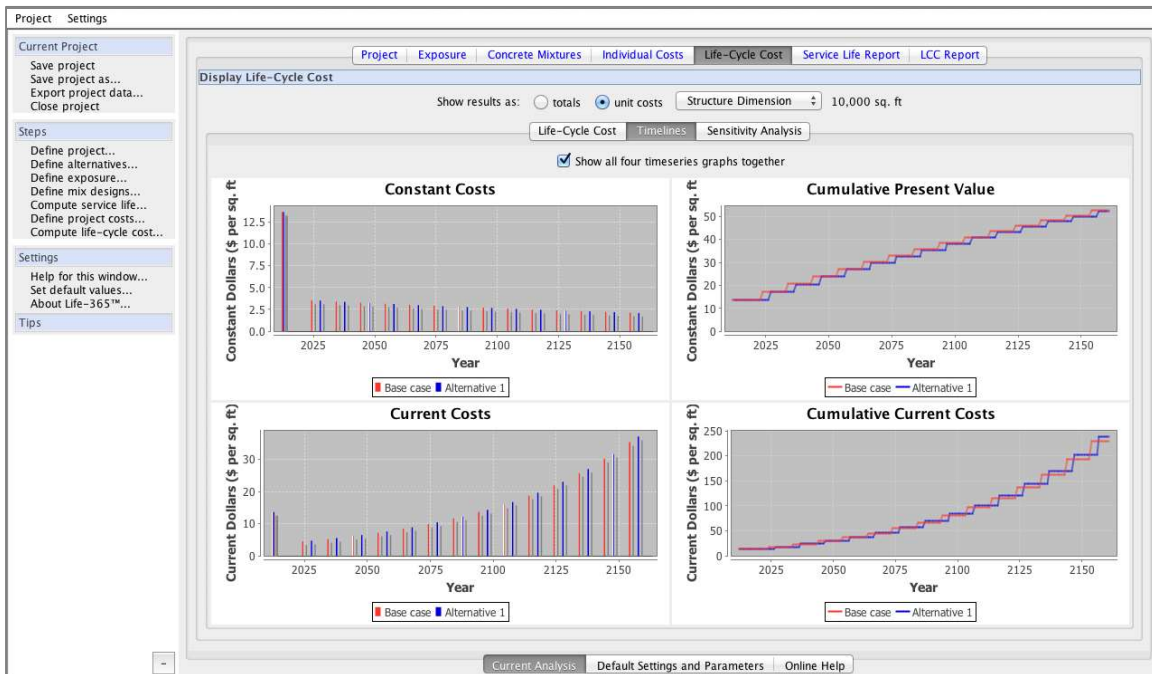 Project Settings
Current Project
Save project
Save project as...
Export project data...
Close project
Steps
Define project...
Define alternatives...
Define exposure...
Define mix designs...
Compute service life...
Define project costs...
Compute life-cycle cost...
Settings
Help for this window...
Set default values...
About Life-365™...
Tips
-
Project Exposure Concrete Mixtures Individual Costs Life-Cycle Cost Service Life Report LCC Report
Display Life-Cycle Cost
Show results as: totals unit costs Structure Dimension 10,000 sq. ft
Life-Cycle Cost Timelines Sensitivity Analysis
Show all four timeseries graphs together
Constant Costs
Constant Dollars ($ per sq. ft)
12.5
10.0
7.5
5.0
2.5
0.0
2025 2050 2075 2100 2125 2150
Year
Base case Alternative 1
Cumulative Present Value
Constant Dollars ($ per sq. ft)
50
40
30
20
10
0
2025 2050 2075 2100 2125 2150
Year
Base case Alternative 1
Current Costs
Current Dollars ($ per sq. ft)
30
20
10
0
2025 2050 2075 2100 2125 2150
Year
Base case Alternative 1
Cumulative Current Costs
Current Dollars ($ per sq. ft)
250
200
150
100
50
0
2025 2050 2075 2100 2125 2150
Year
Base case Alternative 1
Current Analysis Default Settings and Parameters Online Help